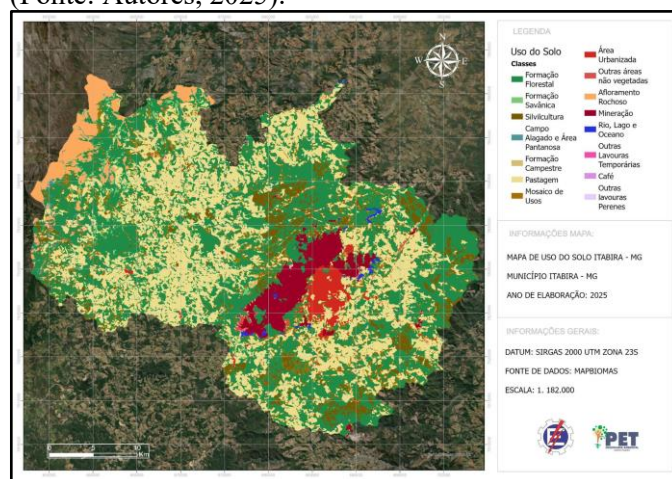 (Fonte: Autores, 2025).
N
W
E
S
Km
LEGENDA
Uso do Solo
Classes
Formação
Florestal
Formação
Savânica
Silvicultura
Campo
Alagado e Área
Pantanosa
Formação
Campestre
Pastagem
Mosaico de
Usos
Área
Urbanizada
Outras áreas
não vegetadas
Afloramento
Rochoso
Mineração
Rio, Lago e
Oceano
Outras
Lavouras
Temporárias
Café
Outras
lavouras
Perenes
INFORMAÇÕES MAPA:
MAPA DE USO DO SOLO ITABIRA - MG
MUNICÍPIO ITABIRA - MG
ANO DE ELABORAÇÃO: 2025
INFORMAÇÕES GERAIS:
DATUM: SIRGAS 2000 UTM ZONA 23S
FONTE DE DADOS: MAPBIOMAS
ESCALA: 1. 182.000
PET